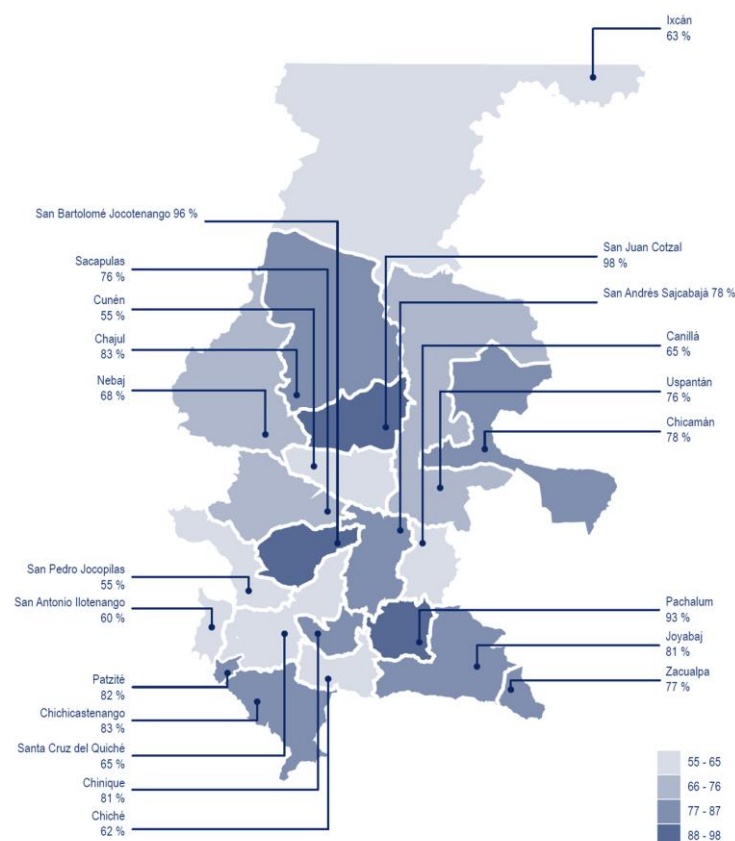 Ixcán
63 %
San Bartolomé Jocotenango 96 %
San Juan Cotzal
98 %
Sacapulas
76 %
San Andrés Sajcabajá 78 %
Cunén
55 %
Canillá
65 %
Chajul
83 %
Uspantán
76 %
Nebaj
68 %
Chicamán
78 %
San Pedro Jocopilas
55 %
San Antonio Ilotenango
60 %
Pachalum
93 %
Joyabaj
81 %
Zacualpa
77 %
Patzité
82 %
Chichicastenango
83 %
Santa Cruz del Quiché
65 %
Chinique
81 %
Chiché
62 %
55 - 65
66 - 76
77 - 87
88 - 98